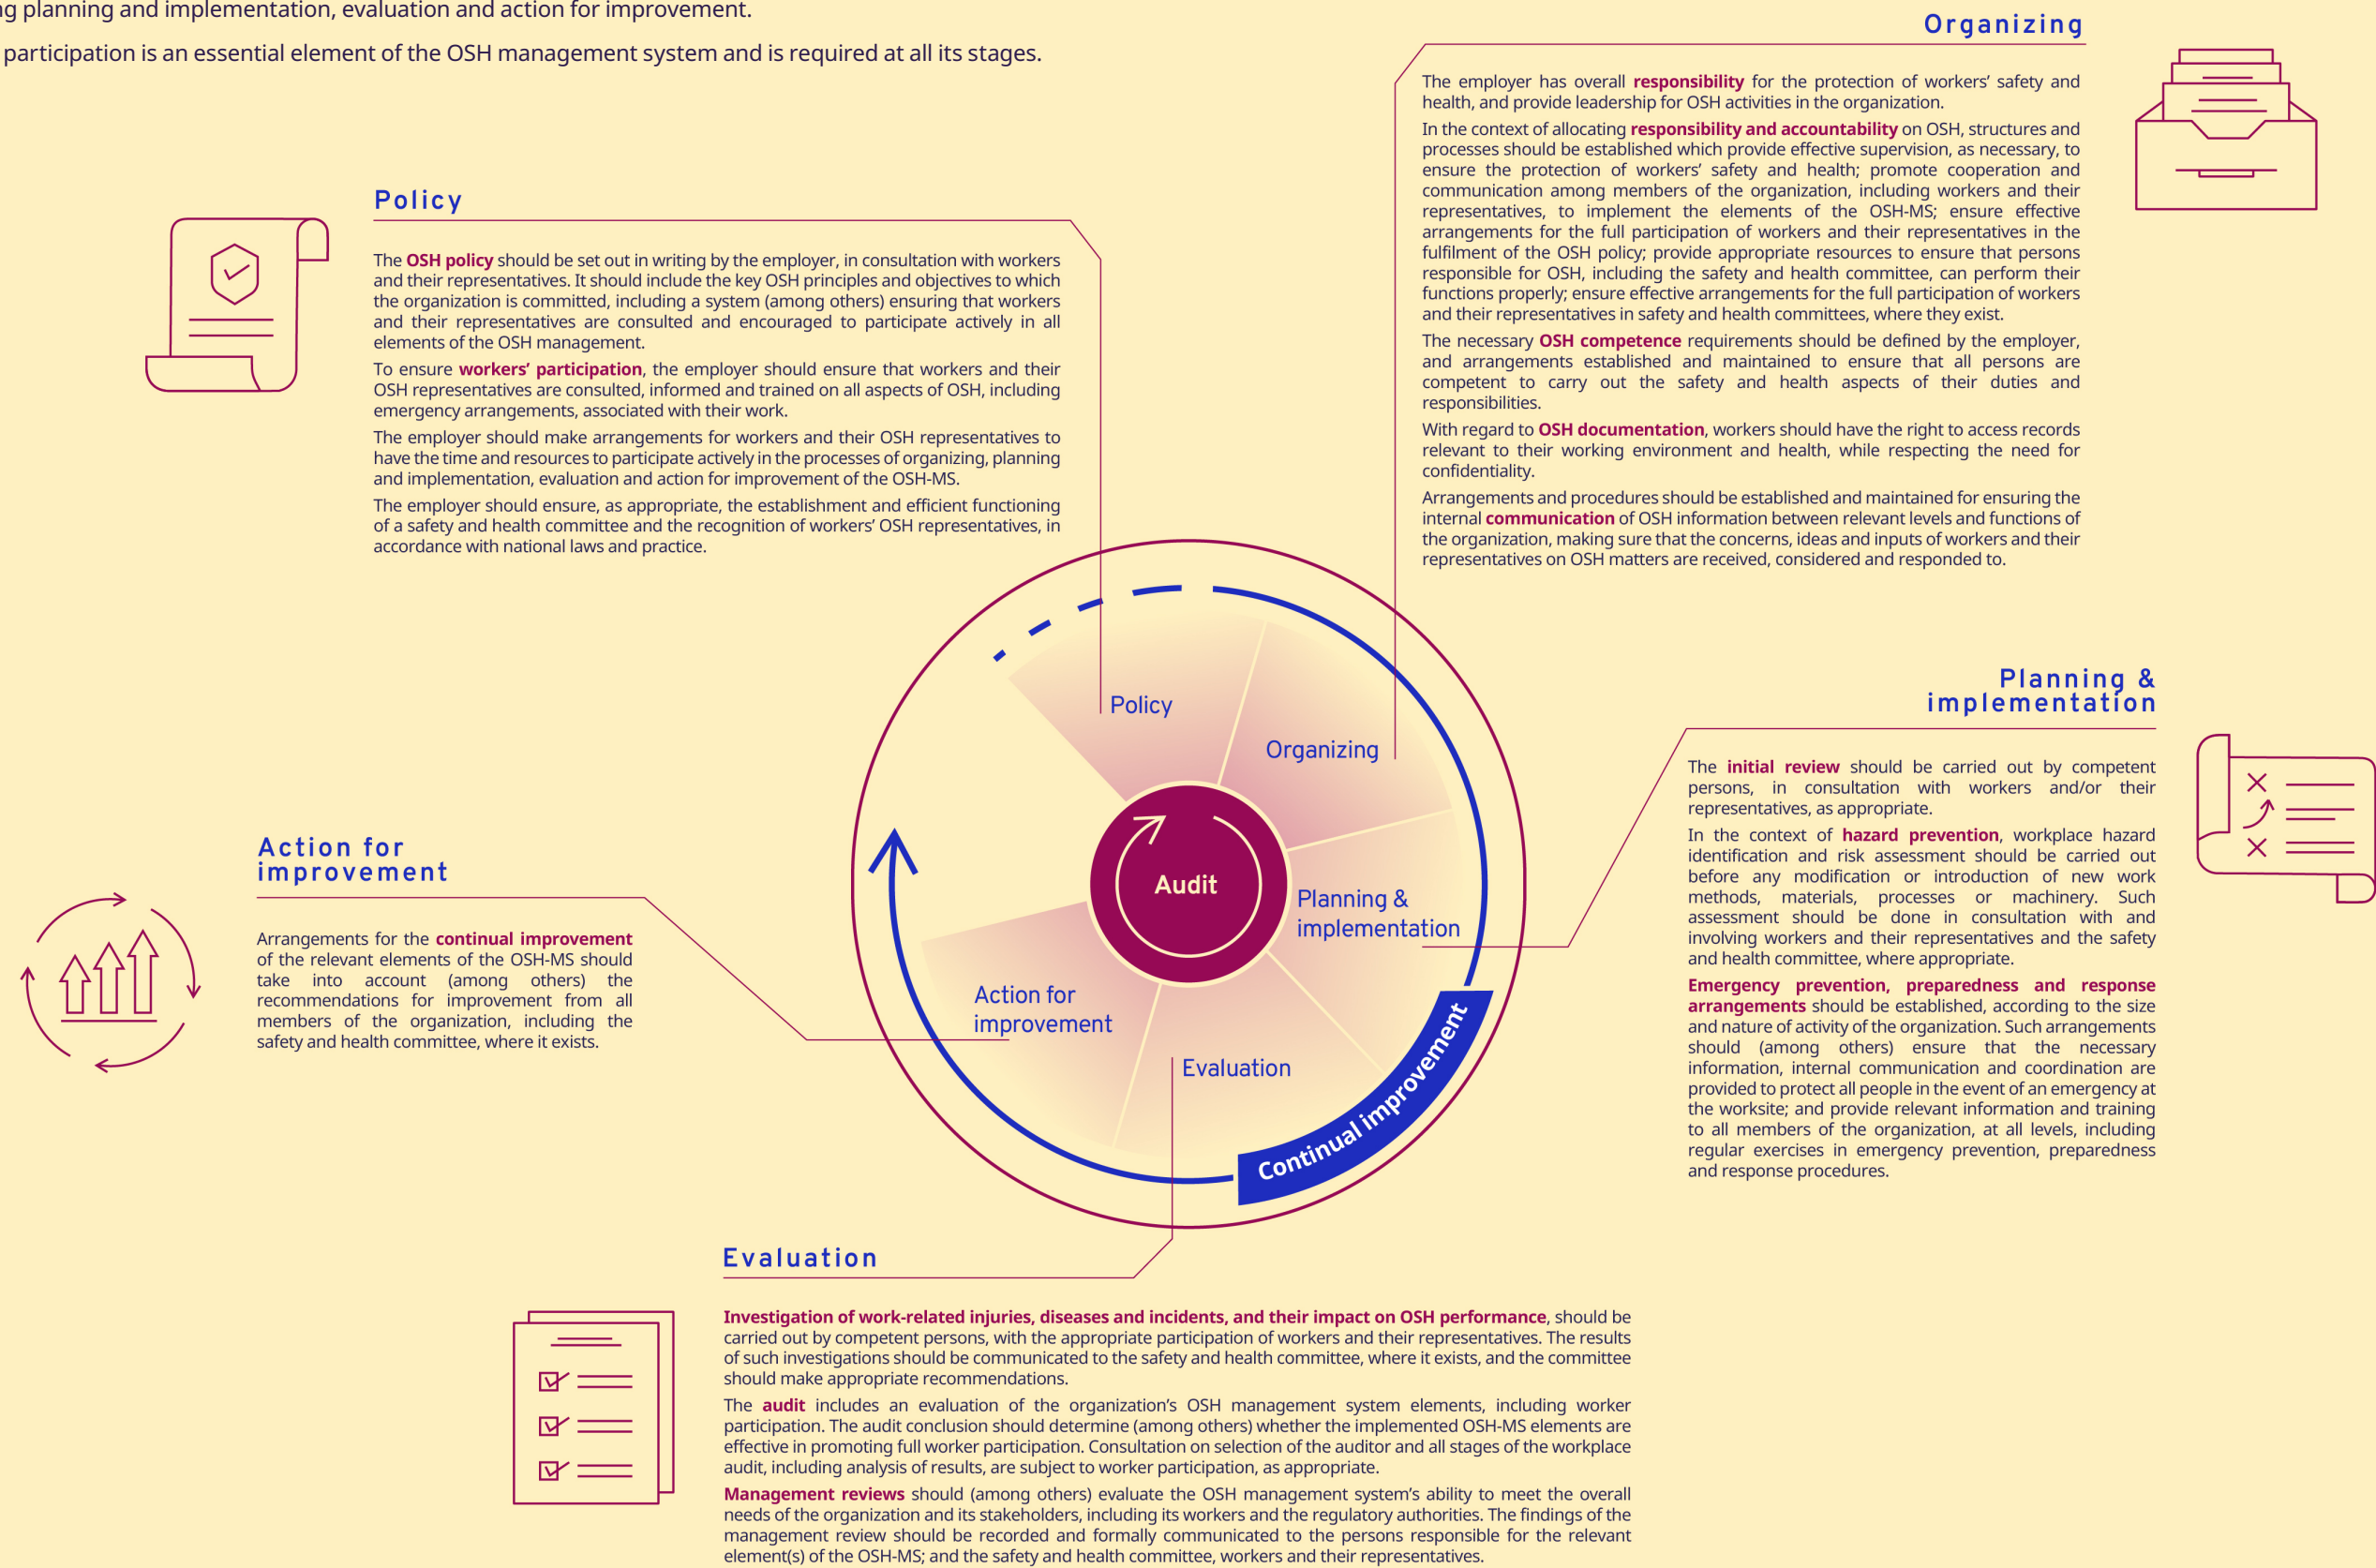 ng planning and implementation, evaluation and action for improvement.
participation is an essential element of the OSH management system and is required at all its stages.
Organizing
The employer has overall responsibility for the protection of workers’ safety and
health, and provide leadership for OSH activities in the organization.
In the context of allocating responsibility and accountability on OSH, structures and
processes should be established which provide effective supervision, as necessary, to
ensure the protection of workers’ safety and health; promote cooperation and
communication among members of the organization, including workers and their
representatives, to implement the elements of the OSH-MS; ensure effective
arrangements for the full participation of workers and their representatives in the
fulfilment of the OSH policy; provide appropriate resources to ensure that persons
responsible for OSH, including the safety and health committee, can perform their
functions properly; ensure effective arrangements for the full participation of workers
and their representatives in safety and health committees, where they exist.
The necessary OSH competence requirements should be defined by the employer,
and arrangements established and maintained to ensure that all persons are
competent to carry out the safety and health aspects of their duties and
responsibilities.
With regard to OSH documentation, workers should have the right to access records
relevant to their working environment and health, while respecting the need for
confidentiality.
Arrangements and procedures should be established and maintained for ensuring the
internal communication of OSH information between relevant levels and functions of
the organization, making sure that the concerns, ideas and inputs of workers and their
representatives on OSH matters are received, considered and responded to.
Policy
The OSH policy should be set out in writing by the employer, in consultation with workers
and their representatives. It should include the key OSH principles and objectives to which
the organization is committed, including a system (among others) ensuring that workers
and their representatives are consulted and encouraged to participate actively in all
elements of the OSH management.
To ensure workers’ participation, the employer should ensure that workers and their
OSH representatives are consulted, informed and trained on all aspects of OSH, including
emergency arrangements, associated with their work.
The employer should make arrangements for workers and their OSH representatives to
have the time and resources to participate actively in the processes of organizing, planning
and implementation, evaluation and action for improvement of the OSH-MS.
The employer should ensure, as appropriate, the establishment and efficient functioning
of a safety and health committee and the recognition of workers’ OSH representatives, in
accordance with national laws and practice.
Policy
Organizing
Planning &
implementation
Evaluation
Action for
improvement
Audit
Continual improvement
Planning &
implementation
The initial review should be carried out by competent
persons, in consultation with workers and/or their
representatives, as appropriate.
In the context of hazard prevention, workplace hazard
identification and risk assessment should be carried out
before any modification or introduction of new work
methods, materials, processes or machinery. Such
assessment should be done in consultation with and
involving workers and their representatives and the safety
and health committee, where appropriate.
Emergency prevention, preparedness and response
arrangements should be established, according to the size
and nature of activity of the organization. Such arrangements
should (among others) ensure that the necessary
information, internal communication and coordination are
provided to protect all people in the event of an emergency at
the worksite; and provide relevant information and training
to all members of the organization, at all levels, including
regular exercises in emergency prevention, preparedness
and response procedures.
Action for
improvement
Arrangements for the continual improvement
of the relevant elements of the OSH-MS should
take into account (among others) the
recommendations for improvement from all
members of the organization, including the
safety and health committee, where it exists.
Evaluation
Investigation of work-related injuries, diseases and incidents, and their impact on OSH performance, should be
carried out by competent persons, with the appropriate participation of workers and their representatives. The results
of such investigations should be communicated to the safety and health committee, where it exists, and the committee
should make appropriate recommendations.
The audit includes an evaluation of the organization’s OSH management system elements, including worker
participation. The audit conclusion should determine (among others) whether the implemented OSH-MS elements are
effective in promoting full worker participation. Consultation on selection of the auditor and all stages of the workplace
audit, including analysis of results, are subject to worker participation, as appropriate.
Management reviews should (among others) evaluate the OSH management system’s ability to meet the overall
needs of the organization and its stakeholders, including its workers and the regulatory authorities. The findings of the
management review should be recorded and formally communicated to the persons responsible for the relevant
element(s) of the OSH-MS; and the safety and health committee, workers and their representatives.